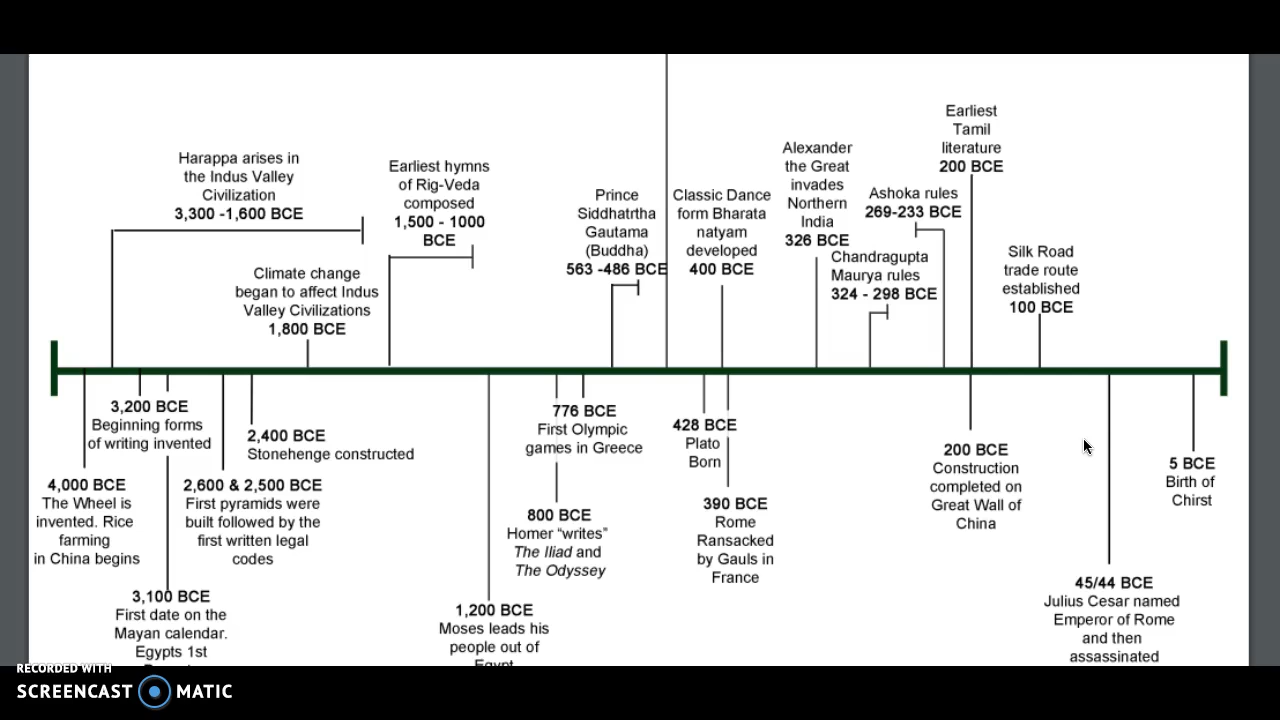 Harappa arises in
the Indus Valley
Civilization
3,300 -1,600 BCE
Climate change
began to affect Indus
Valley Civilizations
1,800 BCE
Earliest hymns
of Rig-Veda
composed
1,500 - 1000
BCE
Prince
Siddhatrtha
Gautama
(Buddha)
563 -486 BCE
Classic Dance
form Bharata
natyam
developed
400 BCE
Alexander
the Great
invades
Northern
India
326 BCE
Chandragupta
Maurya rules
324 - 298 BCE
Ashoka rules
269-233 BCE
Earliest
Tamil
literature
200 BCE
Silk Road
trade route
established
100 BCE
4,000 BCE
The Wheel is
invented. Rice
farming
in China begins
3,200 BCE
Beginning forms
of writing invented
3,100 BCE
First date on the
Mayan calendar.
Egypts 1st
2,600 & 2,500 BCE
First pyramids were
built followed by the
first written legal
codes
2,400 BCE
Stonehenge constructed
1,200 BCE
Moses leads his
people out of
Egypt
800 BCE
Homer “writes”
The Iliad and
The Odyssey
776 BCE
First Olympic
games in Greece
428 BCE
Plato
Born
390 BCE
Rome
Ransacked
by Gauls in
France
200 BCE
Construction
completed on
Great Wall of
China
45/44 BCE
Julius Cesar named
Emperor of Rome
and then
assassinated
5 BCE
Birth of
Chirst
RECORDED WITH
SCREENCAST MATIC